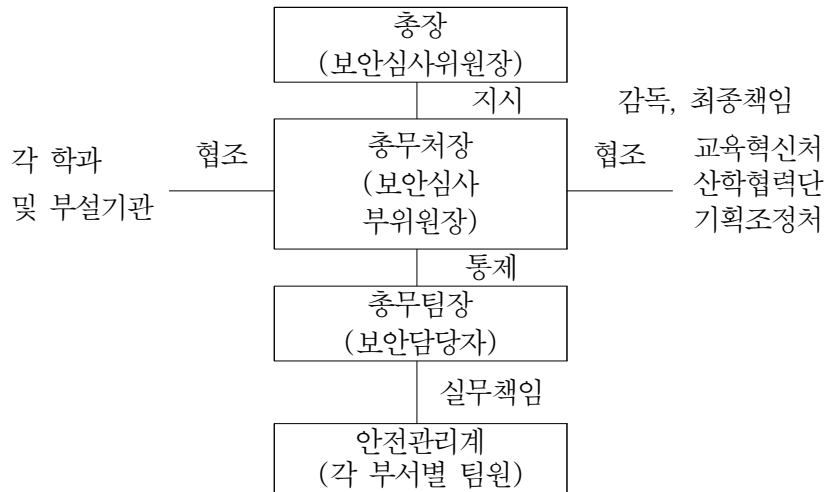 총장
(보안심사위원장)
지시
감독, 최종책임
각 학과
및 부설기관
협조
총무처장
(보안심사
부위원장)
협조
교육혁신처
산학협력단
기획조정처
통제
총무팀장
(보안담당자)
실무책임
안전관리계
(각 부서별 팀원)